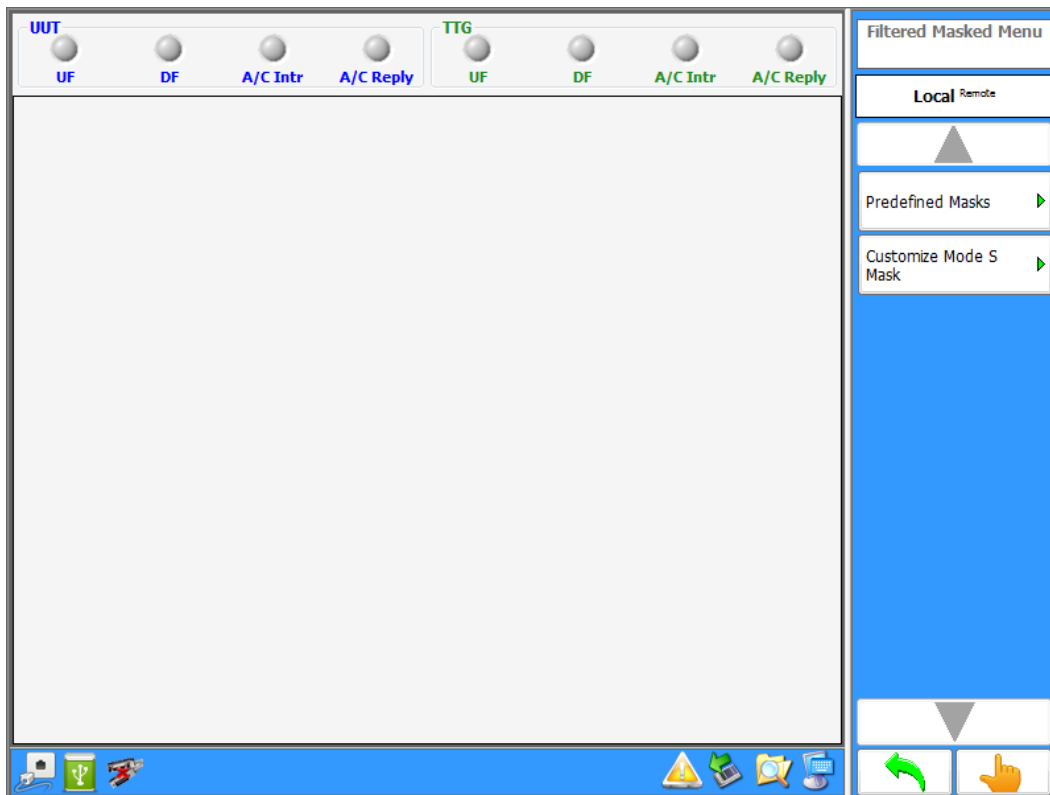 UUT
UF DF A/C Intr A/C Reply
TTG
UF DF A/C Intr A/C Reply
Filtered Masked Menu
Local Remote
Predefined Masks
Customize Mode S
Mask